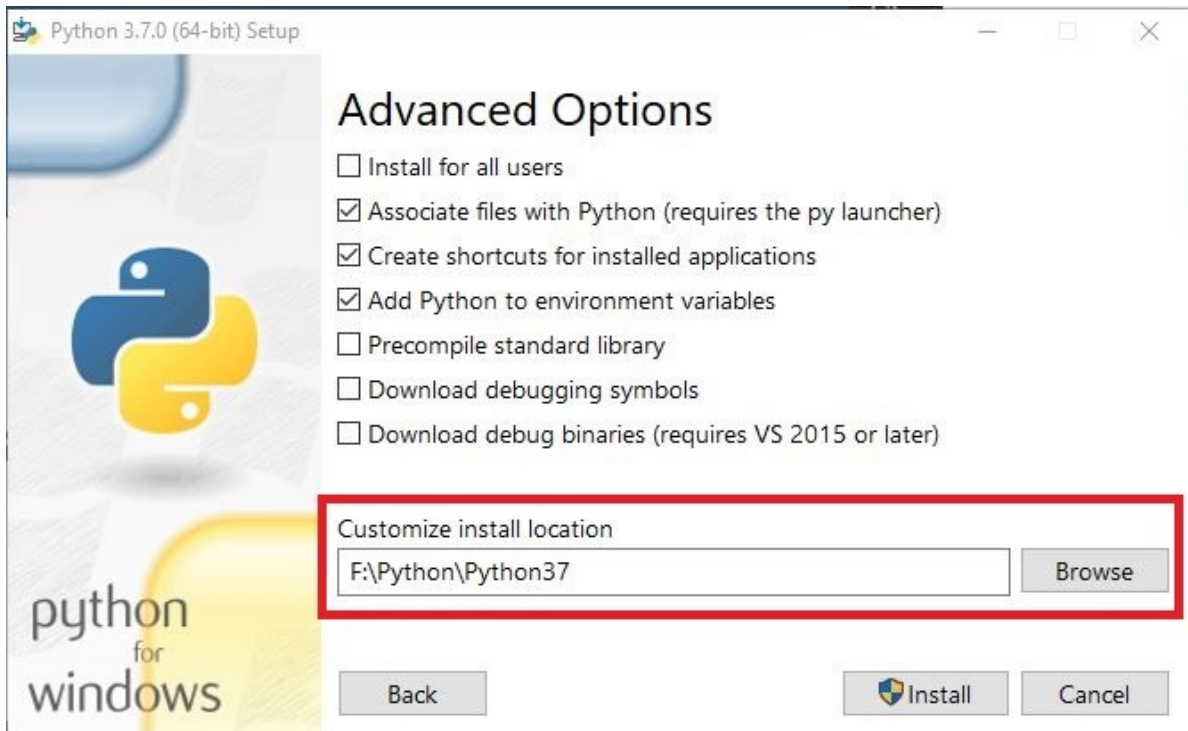 Python 3.7.0 (64-bit) Setup
Advanced Options
Install for all users
Associate files with Python (requires the py launcher)
Create shortcuts for installed applications
Add Python to environment variables
Precompile standard library
Download debugging symbols
Download debug binaries (requires VS 2015 or later)
Customize install location
F:\Python\Python37
Browse
python
for
windows
Back
Install
Cancel